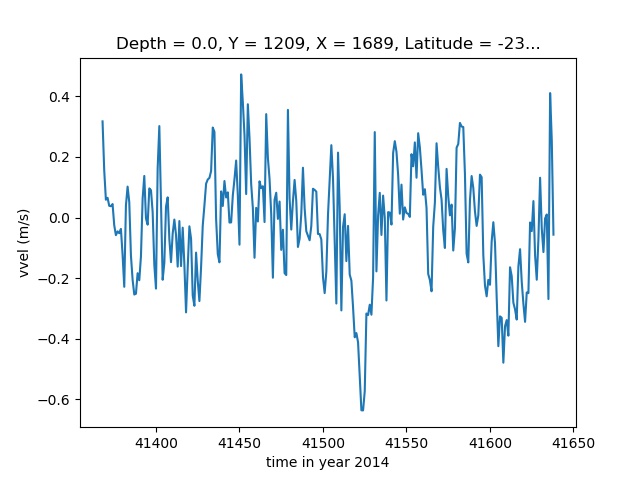 Depth = 0.0, Y = 1209, X = 1689, Latitude = -23...
vvel (m/s)
0.4
0.2
0.0
−0.2
−0.4
−0.6
41400 41450 41500 41550 41600 41650
time in year 2014